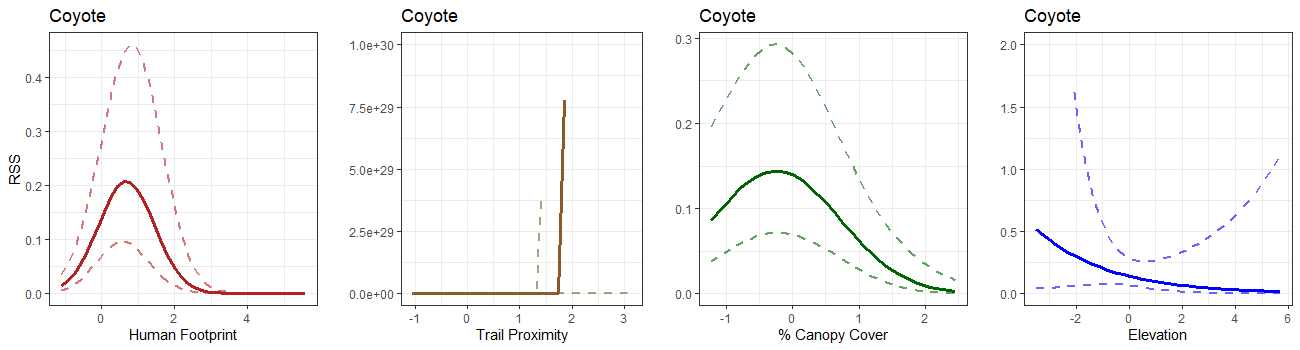 Coyote
RSS
0.4
0.3
0.2
0.1
0.0
0 2 4
Human Footprint
Coyote
1.0e+30
7.5e+29
5.0e+29
2.5e+29
0.0e+00
-1 0 1 2 3
Trail Proximity
Coyote
0.3
0.2
0.1
0.0
-1 0 1 2
% Canopy Cover
Coyote
2.0
1.5
1.0
0.5
0.0
-2 0 2 4 6
Elevation